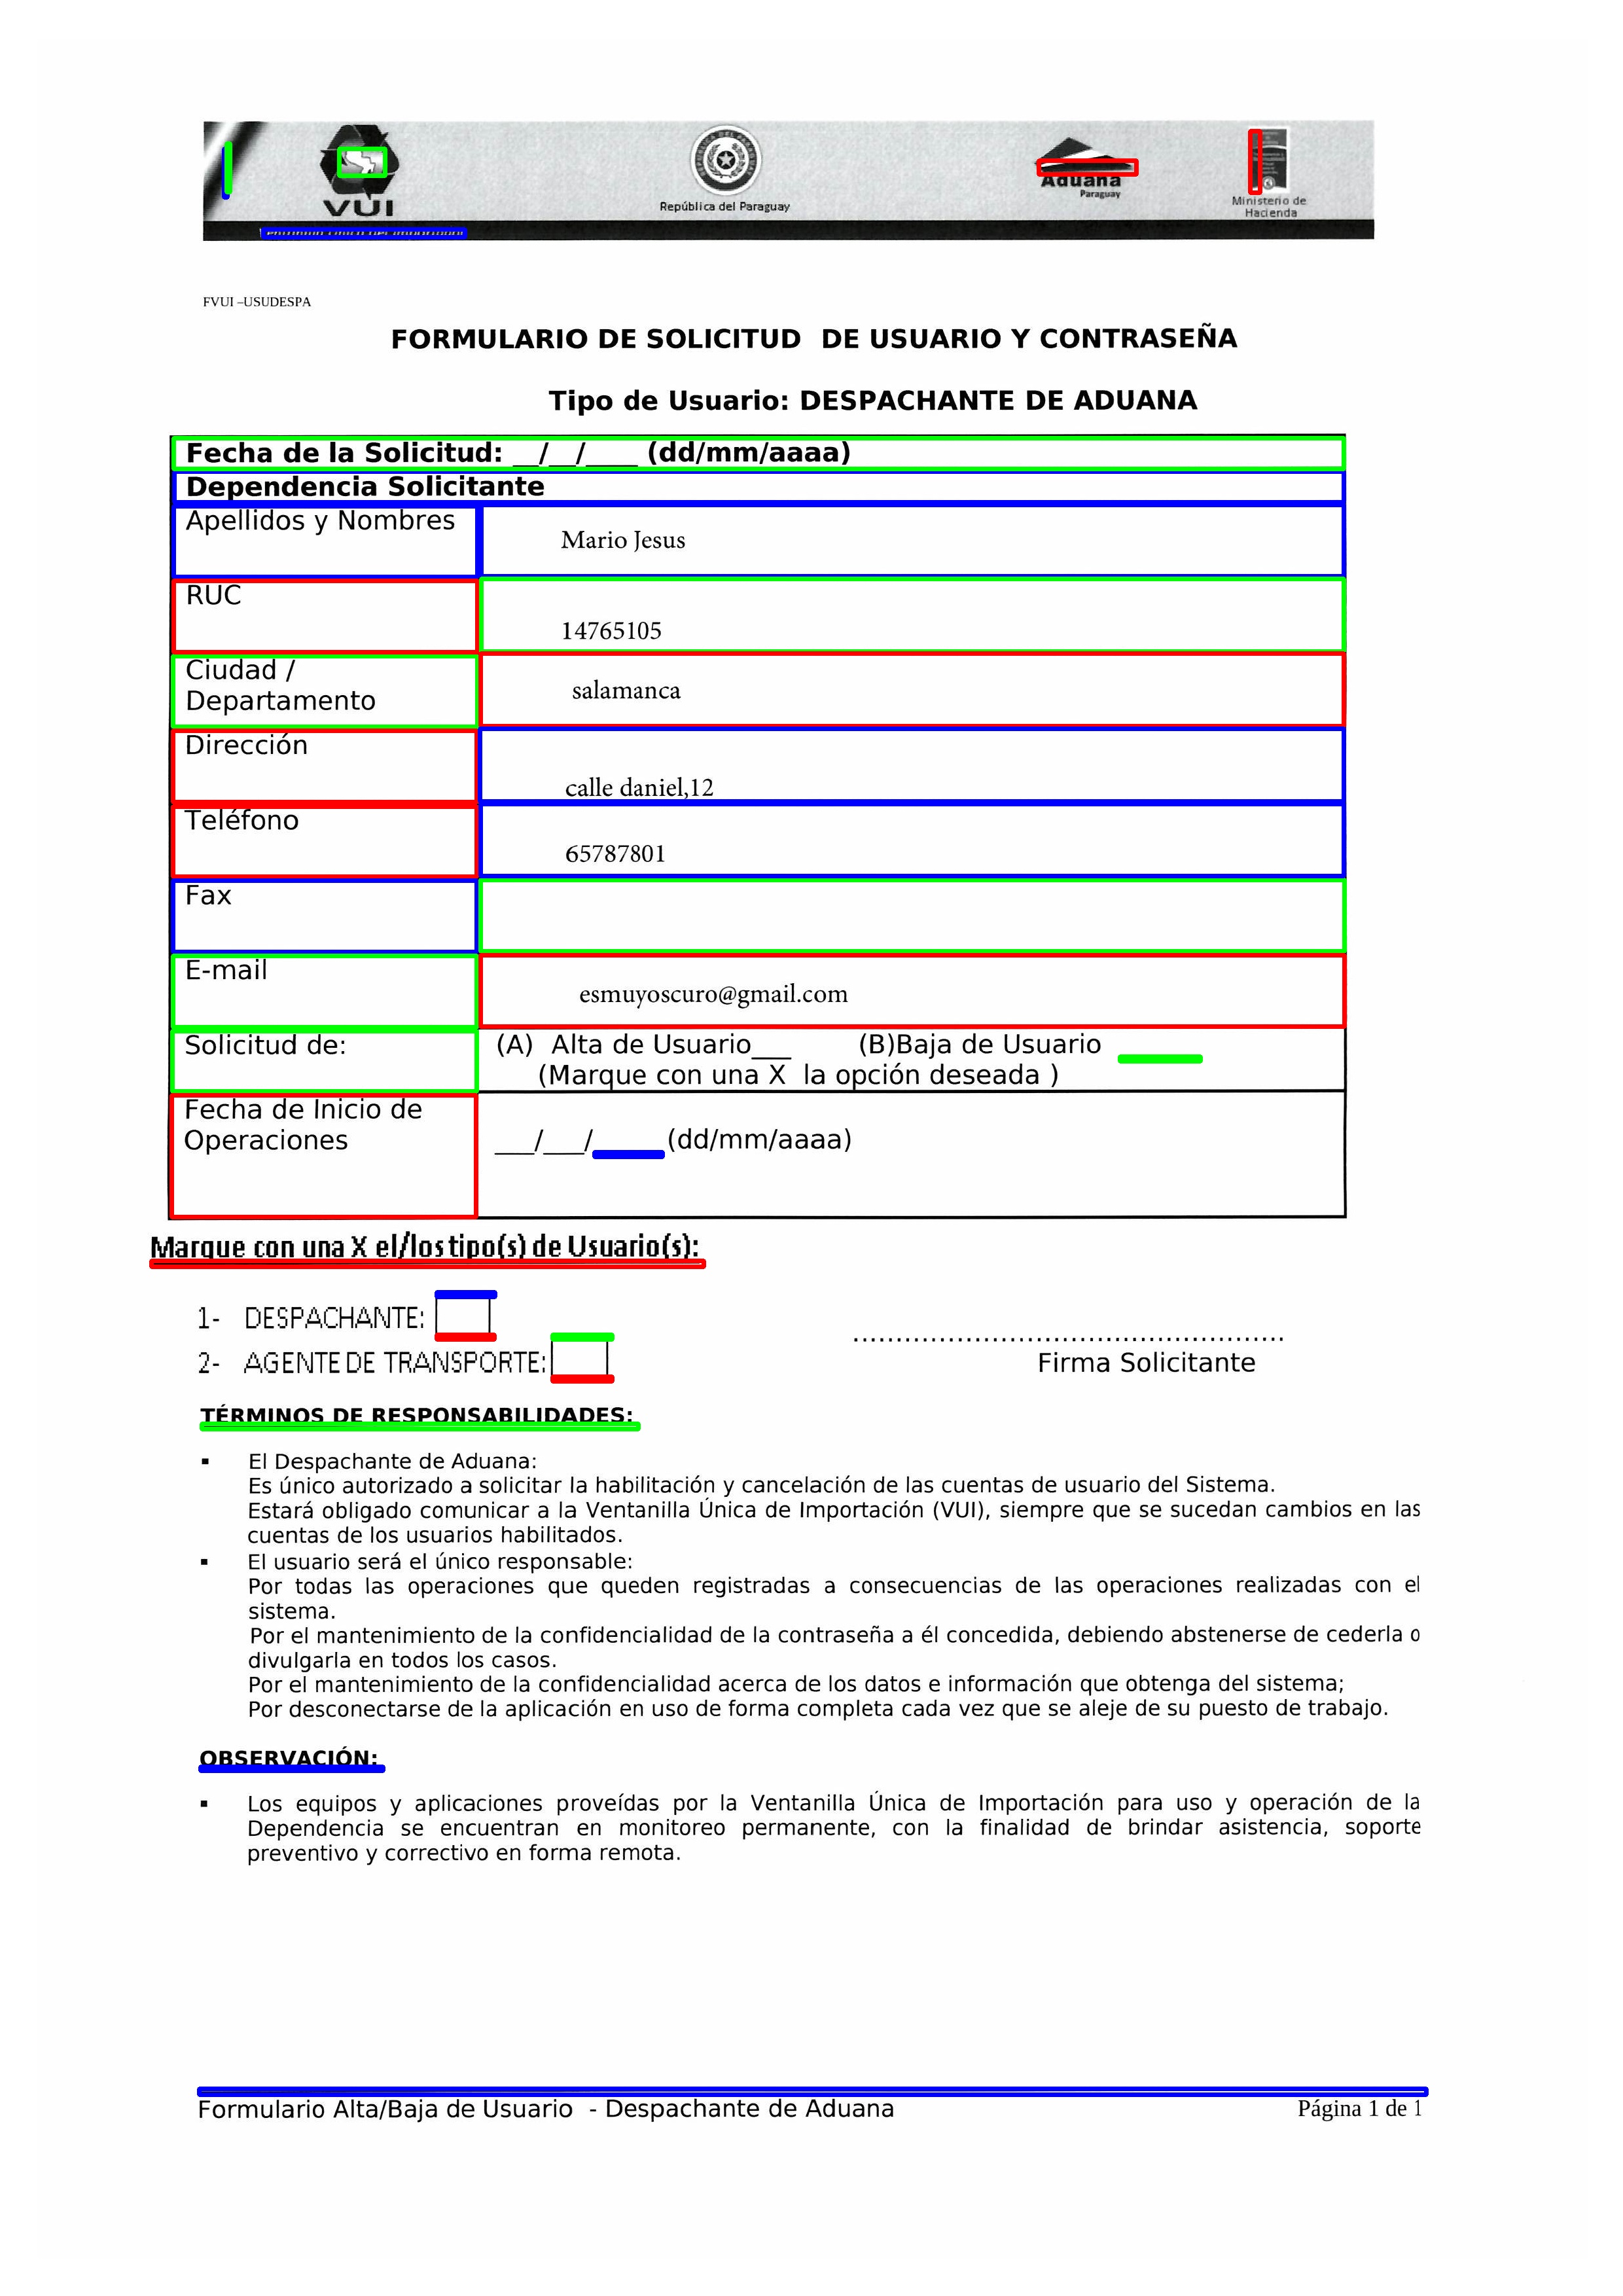 VUI
República del Paraguay
Aduana
Paraguay
Ministerio de
Hacienda
FVUI –USUDESPA
FORMULARIO DE SOLICITUD DE USUARIO Y CONTRASEÑA
Tipo de Usuario: DESPACHANTE DE ADUANA
Fecha de la Solicitud: __/__/____ (dd/mm/aaaa)
Dependencia Solicitante
Apellidos y Nombres
Mario Jesus
RUC
14765105
Ciudad /
Departamento
salamanca
Dirección
calle daniel,12
Teléfono
65787801
Fax
E-mail
esmuyoscuro@gmail.com
Solicitud de:
(A) Alta de Usuario___ (B)Baja de Usuario
(Marque con una X la opción deseada )
Fecha de Inicio de
Operaciones
___/___/_____(dd/mm/aaaa)
Marque con una X el/los tipo(s) de Usuario(s):
1- DESPACHANTE:
2- AGENTE DE TRANSPORTE:
..................................................
Firma Solicitante
TÉRMINOS DE RESPONSABILIDADES:
▪ El Despachante de Aduana:
Es único autorizado a solicitar la habilitación y cancelación de las cuentas de usuario del Sistema.
Estará obligado comunicar a la Ventanilla Única de Importación (VUI), siempre que se sucedan cambios en las
cuentas de los usuarios habilitados.
▪ El usuario será el único responsable:
Por todas las operaciones que queden registradas a consecuencias de las operaciones realizadas con el
sistema.
Por el mantenimiento de la confidencialidad de la contraseña a él concedida, debiendo abstenerse de cederla o
divulgarla en todos los casos.
Por el mantenimiento de la confidencialidad acerca de los datos e información que obtenga del sistema;
Por desconectarse de la aplicación en uso de forma completa cada vez que se aleje de su puesto de trabajo.
OBSERVACIÓN:
▪ Los equipos y aplicaciones proveídas por la Ventanilla Única de Importación para uso y operación de la
Dependencia se encuentran en monitoreo permanente, con la finalidad de brindar asistencia, soporte
preventivo y correctivo en forma remota.
Formulario Alta/Baja de Usuario - Despachante de Aduana
Página 1 de 1